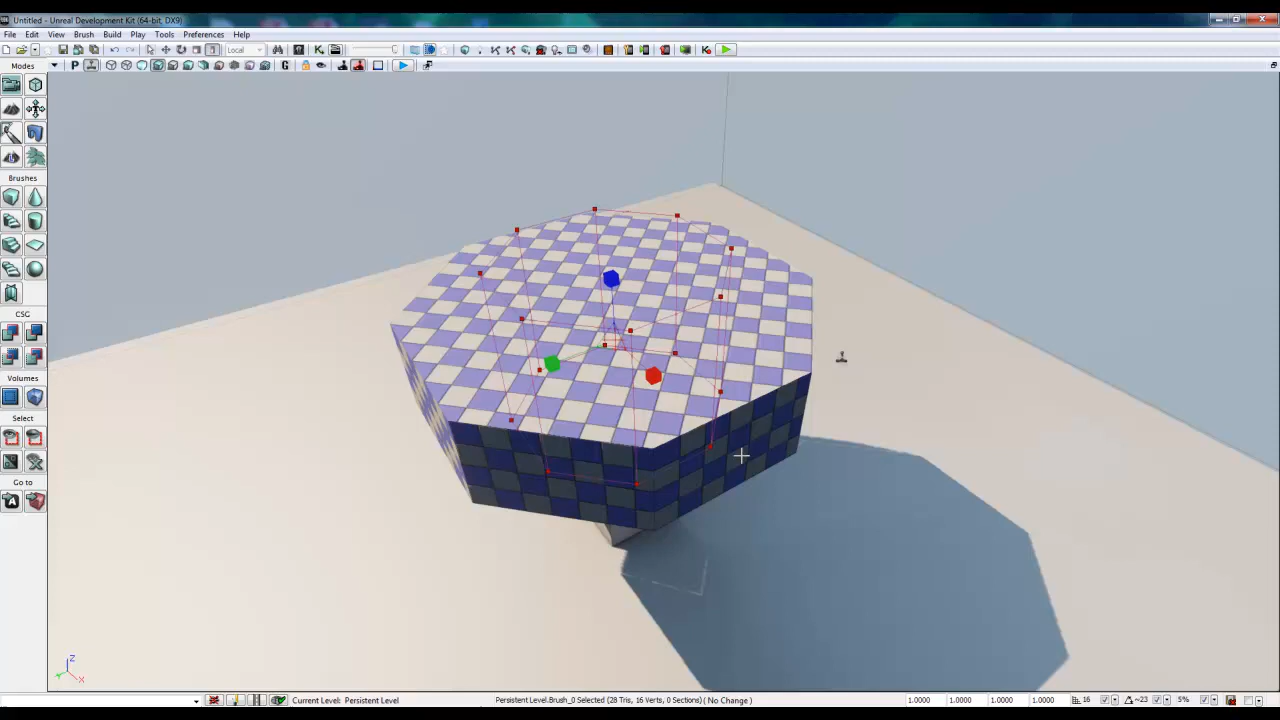 Untitled - Unreal Development Kit (64-bit, DX9)
File Edit View Brush Build Play Tools Preferences Help
Local
Modes
P
G
Brushes
CSG
Volumes
Select
Go to
Z
X
Current Level: Persistent Level
Persistent Level.Brush_0 Selected (28 Tris, 16 Verts, 0 Sections) ( No Change )
1.0000 1.0000 1.0000 1.0000 16 ~23 5%